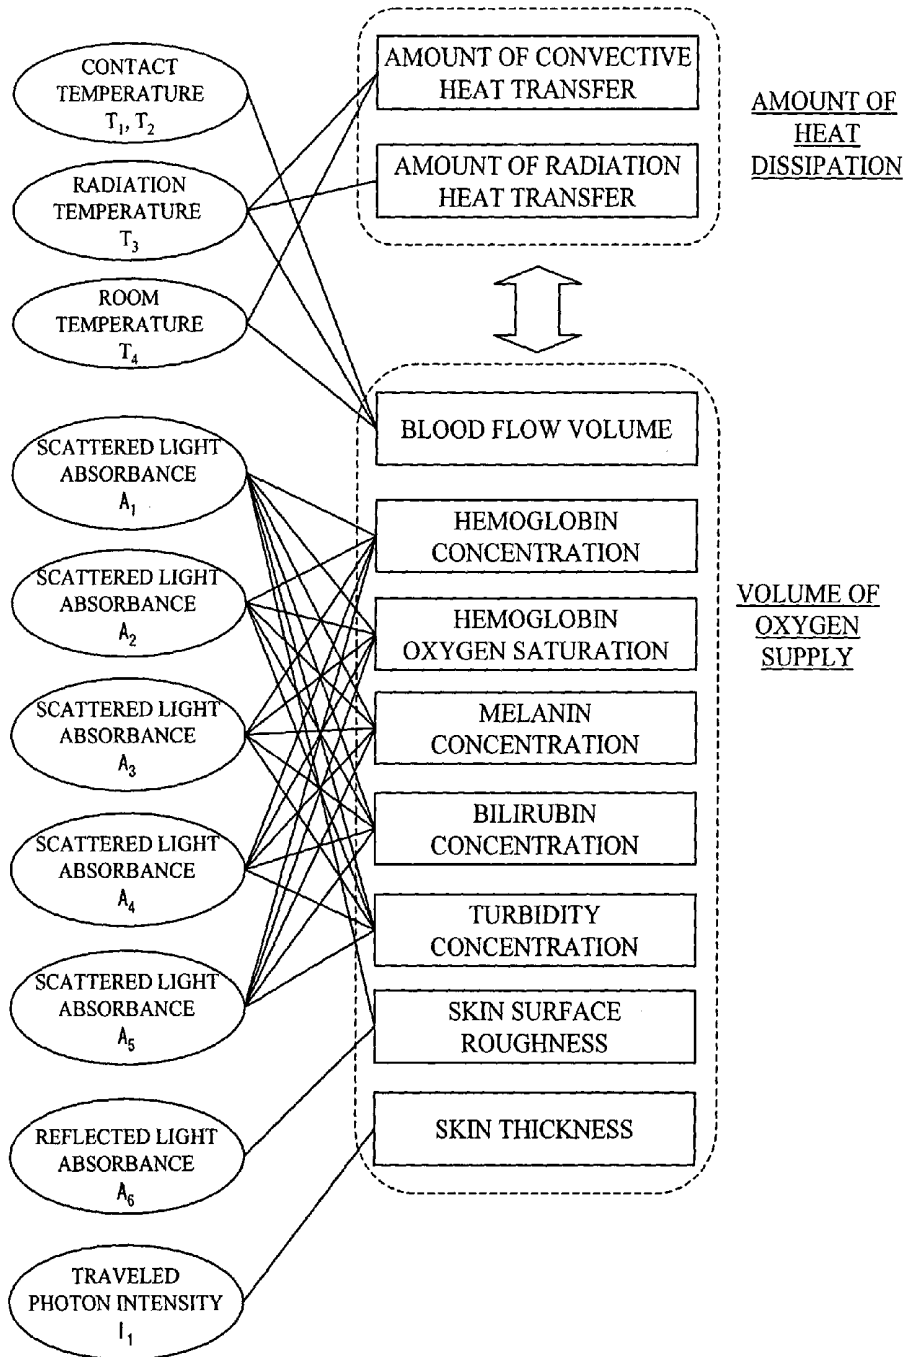 CONTACT
TEMPERATURE
T1, T2
RADIATION
TEMPERATURE
T3
ROOM
TEMPERATURE
T4
SCATTERED LIGHT
ABSORBANCE
A1
SCATTERED LIGHT
ABSORBANCE
A2
SCATTERED LIGHT
ABSORBANCE
A3
SCATTERED LIGHT
ABSORBANCE
A4
SCATTERED LIGHT
ABSORBANCE
A5
REFLECTED LIGHT
ABSORBANCE
A6
TRAVELED
PHOTON INTENSITY
I1
AMOUNT OF CONVECTIVE
HEAT TRANSFER
AMOUNT OF RADIATION
HEAT TRANSFER
AMOUNT OF
HEAT
DISSIPATION
BLOOD FLOW VOLUME
HEMOGLOBIN
CONCENTRATION
HEMOGLOBIN
OXYGEN SATURATION
MELANIN
CONCENTRATION
BILIRUBIN
CONCENTRATION
TURBIDITY
CONCENTRATION
SKIN SURFACE
ROUGHNESS
SKIN THICKNESS
VOLUME OF
OXYGEN
SUPPLY